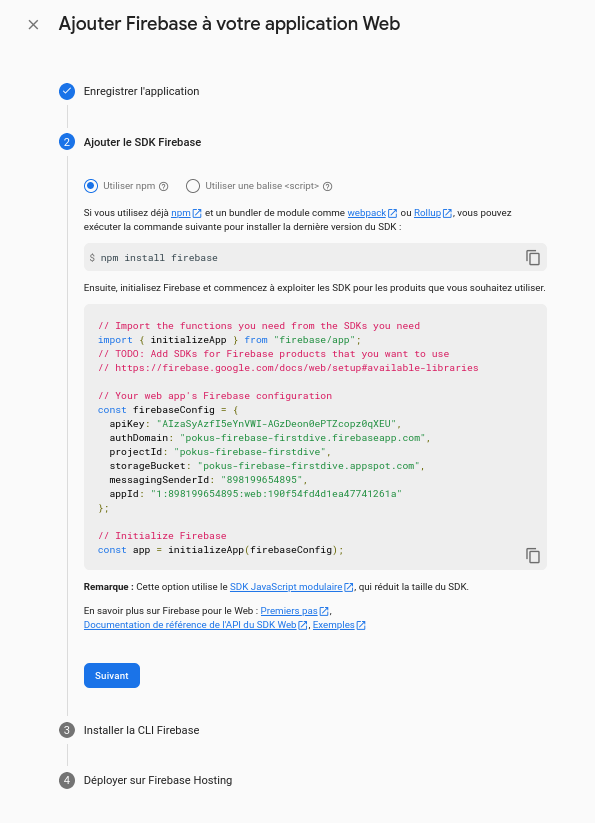 Ajouter Firebase à votre application Web
Enregistrer l'application
2 Ajouter le SDK Firebase
Utiliser npm Utiliser une balise <script>
Si vous utilisez déjà npm et un bundler de module comme webpack ou Rollup, vous pouvez
exécuter la commande suivante pour installer la dernière version du SDK :
$ npm install firebase
Ensuite, initialisez Firebase et commencez à exploiter les SDK pour les produits que vous souhaitez utiliser.
// Import the functions you need from the SDKs you need
import { initializeApp } from "firebase/app";
// TODO: Add SDKs for Firebase products that you want to use
// https://firebase.google.com/docs/web/setup#available-libraries
// Your web app's Firebase configuration
const firebaseConfig = {
apiKey: "AIzaSyAzfI5eYnVWI-AGzDeon0ePTZcopz0qXEU",
authDomain: "pokus-firebase-firstdive.firebaseapp.com",
projectId: "pokus-firebase-firstdive",
storageBucket: "pokus-firebase-firstdive.appspot.com",
messagingSenderId: "898199654895",
appId: "1:898199654895:web:190f54fd4d1ea47741261a"
};
// Initialize Firebase
const app = initializeApp(firebaseConfig);
Remarque : Cette option utilise le SDK JavaScript modulaire, qui réduit la taille du SDK.
En savoir plus sur Firebase pour le Web : Premiers pas,
Documentation de référence de l'API du SDK Web, Exemples
Suivant
3 Installer la CLI Firebase
4 Déployer sur Firebase Hosting